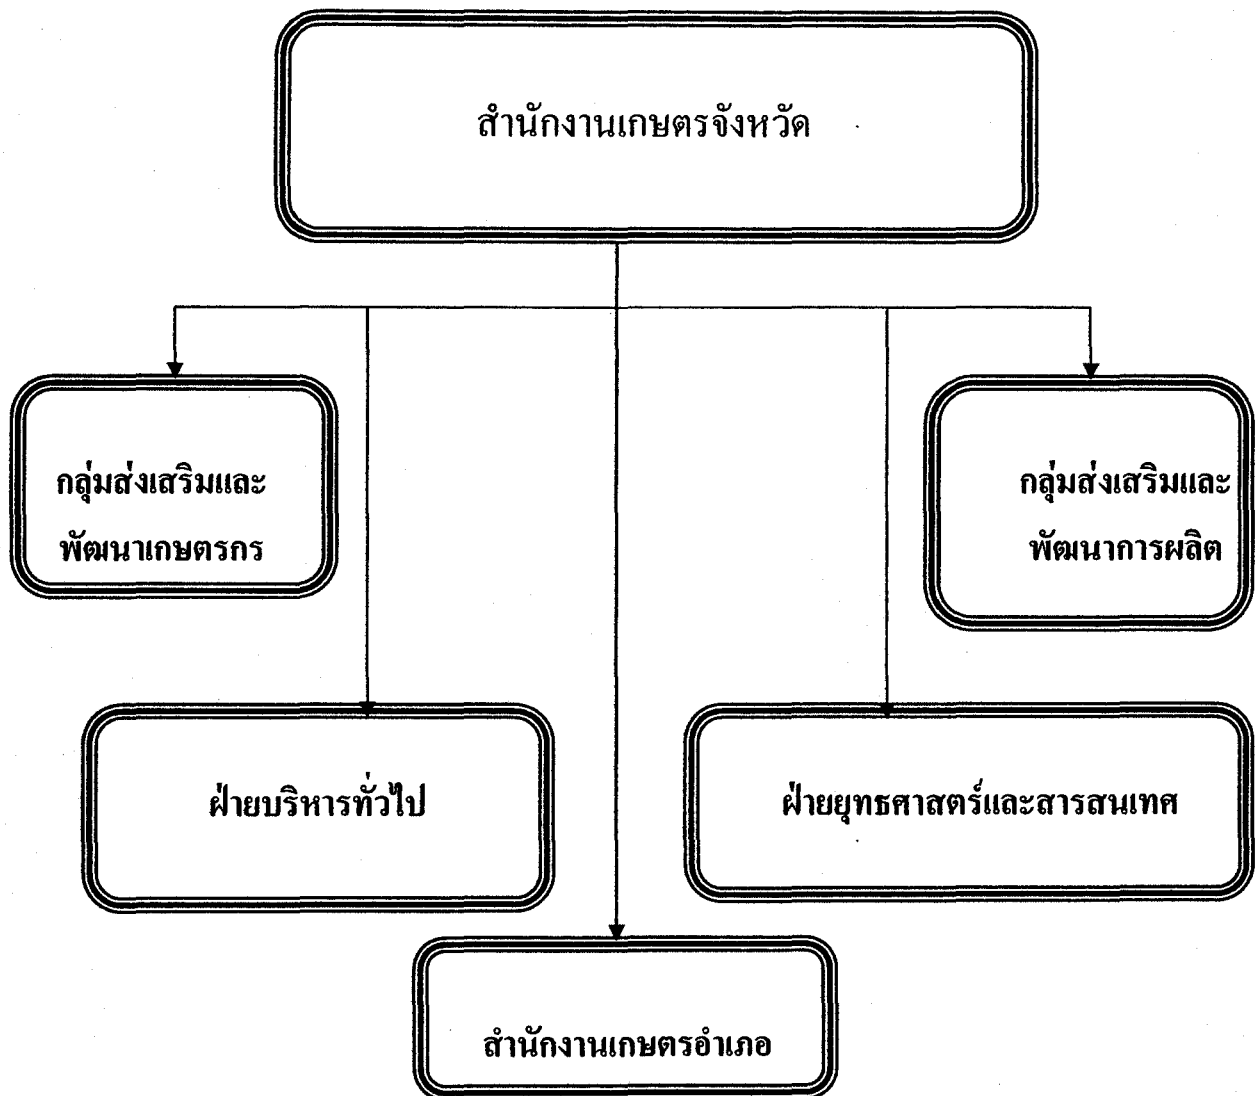 สำนักงานเกษตรจังหวัด
กลุ่มส่งเสริมและ
พัฒนาเกษตรกร
กลุ่มส่งเสริมและ
พัฒนาการผลิต
ฝ่ายบริหารทั่วไป
ฝ่ายยุทธศาสตร์และสารสนเทศ
สำนักงานเกษตรอำเภอ